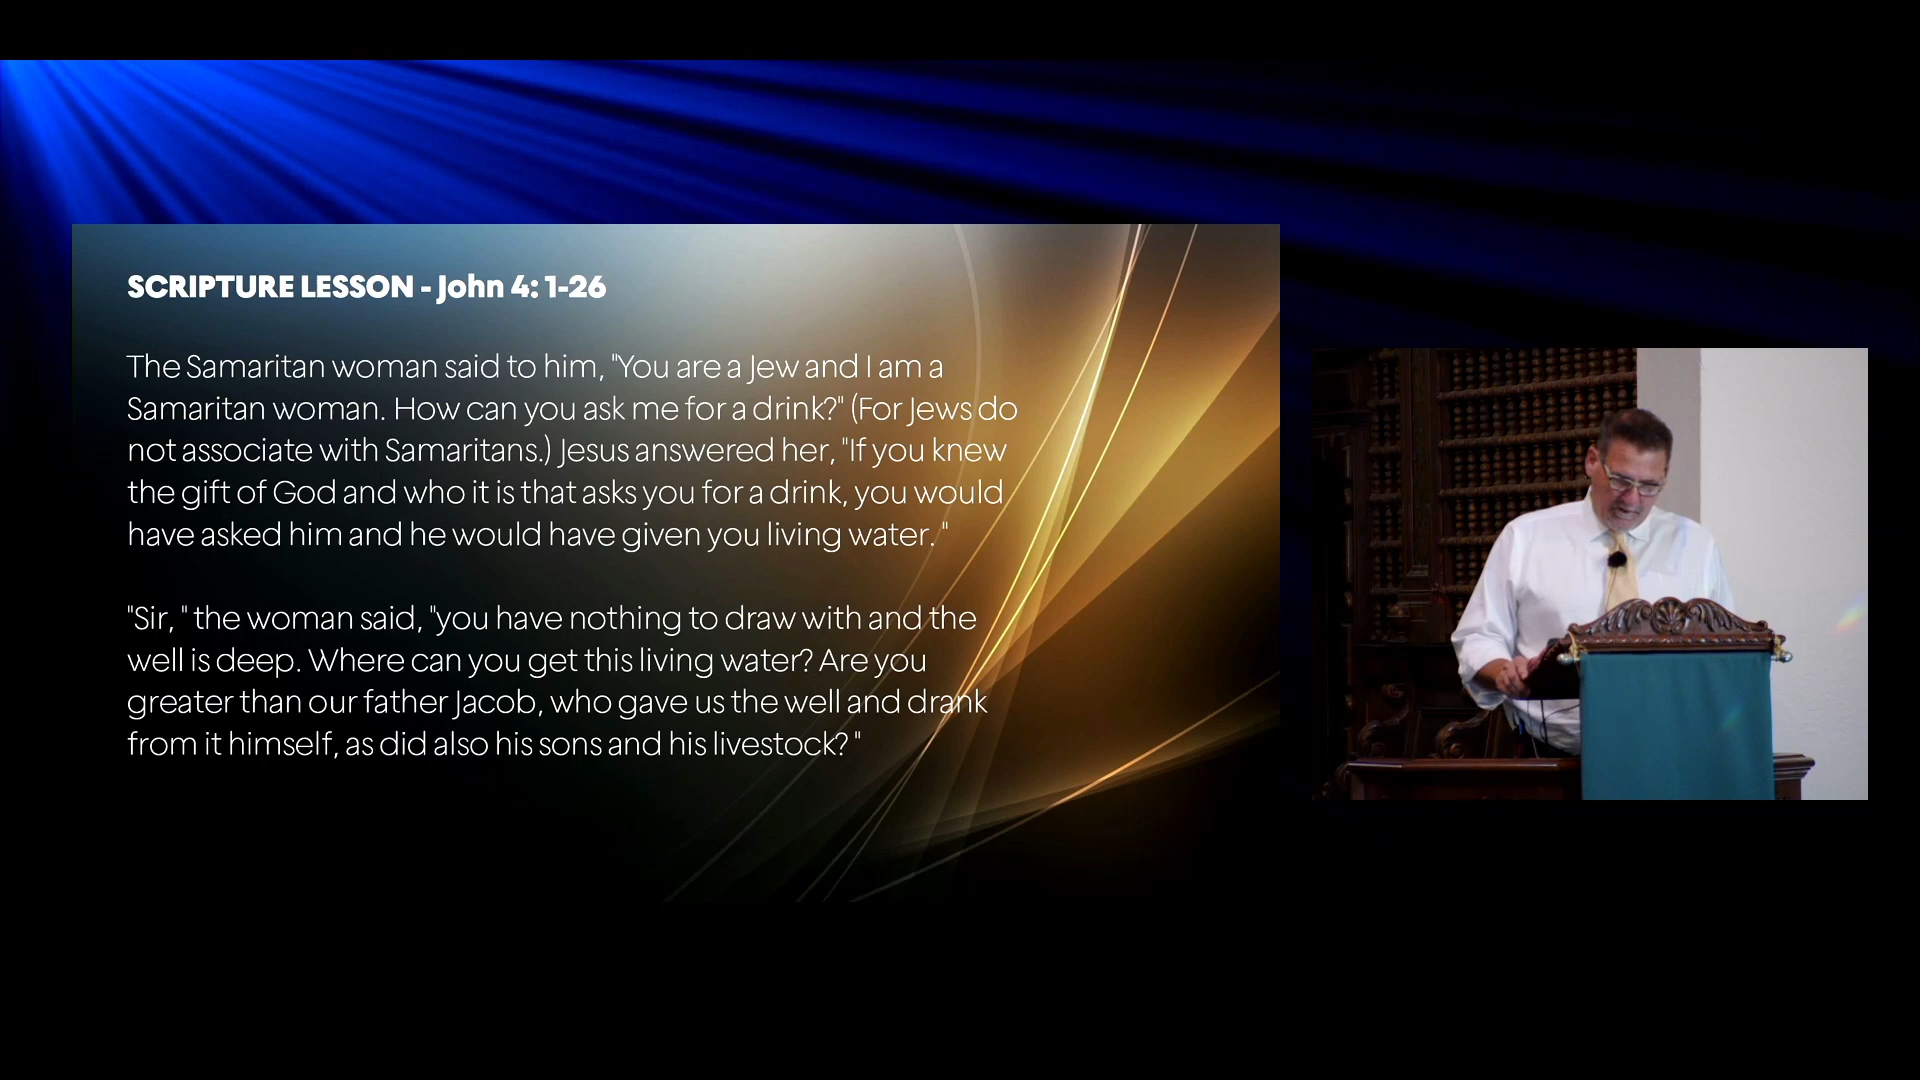 SCRIPTURE LESSON - John 4: 1-26
The Samaritan woman said to him, "You are a Jew and I am a
Samaritan woman. How can you ask me for a drink?" (For Jews do
not associate with Samaritans.) Jesus answered her, "If you knew
the gift of God and who it is that asks you for a drink, you would
have asked him and he would have given you living water. "
"Sir, " the woman said, "you have nothing to draw with and the
well is deep. Where can you get this living water? Are you
greater than our father Jacob, who gave us the well and drank
from it himself, as did also his sons and his livestock? "